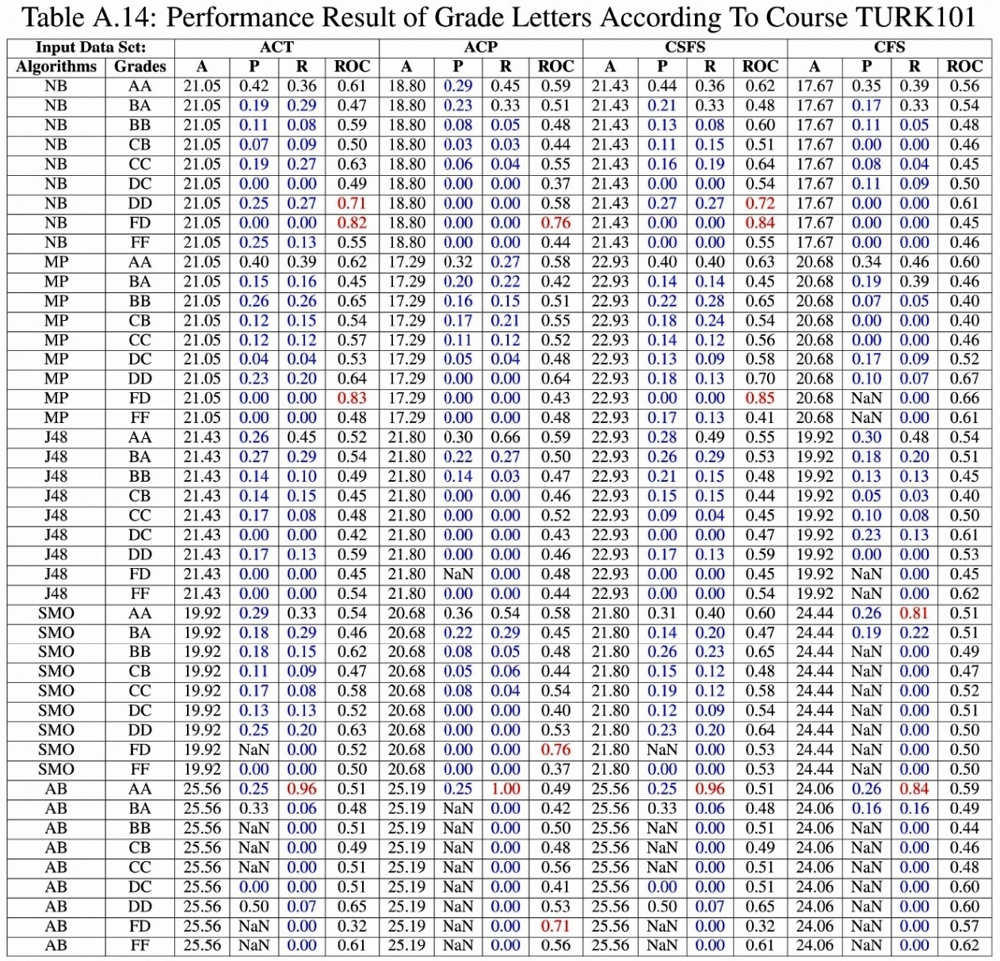 Table A.14: Performance Result of Grade Letters According To Course TURK101
Input Data Set: ACT ACP CSFS CFS
Algorithms Grades A P R ROC A P R ROC A P R ROC A P R ROC
NB AA 21.05 0.42 0.36 0.61 18.80 0.29 0.45 0.59 21.43 0.44 0.36 0.62 17.67 0.35 0.39 0.56
NB BA 21.05 0.19 0.29 0.47 18.80 0.23 0.33 0.51 21.43 0.21 0.33 0.48 17.67 0.17 0.33 0.54
NB BB 21.05 0.11 0.08 0.59 18.80 0.08 0.05 0.48 21.43 0.13 0.08 0.60 17.67 0.11 0.05 0.48
NB CB 21.05 0.07 0.09 0.50 18.80 0.03 0.03 0.44 21.43 0.11 0.15 0.51 17.67 0.00 0.00 0.46
NB CC 21.05 0.19 0.27 0.63 18.80 0.06 0.04 0.55 21.43 0.16 0.19 0.64 17.67 0.08 0.04 0.45
NB DC 21.05 0.00 0.00 0.49 18.80 0.00 0.00 0.37 21.43 0.00 0.00 0.54 17.67 0.11 0.09 0.50
NB DD 21.05 0.25 0.27 0.71 18.80 0.00 0.00 0.58 21.43 0.27 0.27 0.72 17.67 0.00 0.00 0.61
NB FD 21.05 0.00 0.00 0.82 18.80 0.00 0.00 0.76 21.43 0.00 0.00 0.84 17.67 0.00 0.00 0.45
NB FF 21.05 0.25 0.13 0.55 18.80 0.00 0.00 0.44 21.43 0.00 0.00 0.55 17.67 0.00 0.00 0.46
MP AA 21.05 0.40 0.39 0.62 17.29 0.32 0.27 0.58 22.93 0.40 0.40 0.63 20.68 0.34 0.46 0.60
MP BA 21.05 0.15 0.16 0.45 17.29 0.20 0.22 0.42 22.93 0.14 0.14 0.45 20.68 0.19 0.39 0.46
MP BB 21.05 0.26 0.26 0.65 17.29 0.16 0.15 0.51 22.93 0.22 0.28 0.65 20.68 0.07 0.05 0.40
MP CB 21.05 0.12 0.15 0.54 17.29 0.17 0.21 0.55 22.93 0.18 0.24 0.54 20.68 0.00 0.00 0.40
MP CC 21.05 0.12 0.12 0.57 17.29 0.11 0.12 0.52 22.93 0.14 0.12 0.56 20.68 0.00 0.00 0.46
MP DC 21.05 0.04 0.04 0.53 17.29 0.05 0.04 0.48 22.93 0.13 0.09 0.58 20.68 0.17 0.09 0.52
MP DD 21.05 0.23 0.20 0.64 17.29 0.00 0.00 0.64 22.93 0.18 0.13 0.70 20.68 0.10 0.07 0.67
MP FD 21.05 0.00 0.00 0.83 17.29 0.00 0.00 0.43 22.93 0.00 0.00 0.85 20.68 NaN 0.00 0.66
MP FF 21.05 0.00 0.00 0.48 17.29 0.00 0.00 0.48 22.93 0.17 0.13 0.41 20.68 NaN 0.00 0.61
J48 AA 21.43 0.26 0.45 0.52 21.80 0.30 0.66 0.59 22.93 0.28 0.49 0.55 19.92 0.30 0.48 0.54
J48 BA 21.43 0.27 0.29 0.54 21.80 0.22 0.27 0.50 22.93 0.26 0.29 0.53 19.92 0.18 0.20 0.51
J48 BB 21.43 0.14 0.10 0.49 21.80 0.14 0.03 0.47 22.93 0.21 0.15 0.48 19.92 0.13 0.13 0.45
J48 CB 21.43 0.14 0.15 0.45 21.80 0.00 0.00 0.46 22.93 0.15 0.15 0.44 19.92 0.05 0.03 0.40
J48 CC 21.43 0.17 0.08 0.48 21.80 0.00 0.00 0.52 22.93 0.09 0.04 0.45 19.92 0.10 0.08 0.50
J48 DC 21.43 0.00 0.00 0.42 21.80 0.00 0.00 0.43 22.93 0.00 0.00 0.47 19.92 0.23 0.13 0.61
J48 DD 21.43 0.17 0.13 0.59 21.80 0.00 0.00 0.46 22.93 0.17 0.13 0.59 19.92 0.00 0.00 0.53
J48 FD 21.43 0.00 0.00 0.45 21.80 NaN 0.00 0.48 22.93 0.00 0.00 0.45 19.92 NaN 0.00 0.45
J48 FF 21.43 0.00 0.00 0.54 21.80 0.00 0.00 0.44 22.93 0.00 0.00 0.54 19.92 NaN 0.00 0.62
SMO AA 19.92 0.29 0.33 0.54 20.68 0.36 0.54 0.58 21.80 0.31 0.40 0.60 24.44 0.26 0.81 0.51
SMO BA 19.92 0.18 0.29 0.46 20.68 0.22 0.29 0.45 21.80 0.14 0.20 0.47 24.44 0.19 0.22 0.51
SMO BB 19.92 0.18 0.15 0.62 20.68 0.08 0.05 0.48 21.80 0.26 0.23 0.65 24.44 NaN 0.00 0.49
SMO CB 19.92 0.11 0.09 0.47 20.68 0.05 0.06 0.44 21.80 0.15 0.12 0.48 24.44 NaN 0.00 0.47
SMO CC 19.92 0.17 0.08 0.58 20.68 0.08 0.04 0.54 21.80 0.19 0.12 0.58 24.44 NaN 0.00 0.52
SMO DC 19.92 0.13 0.13 0.52 20.68 0.00 0.00 0.40 21.80 0.12 0.09 0.54 24.44 NaN 0.00 0.51
SMO DD 19.92 0.25 0.20 0.63 20.68 0.00 0.00 0.53 21.80 0.23 0.20 0.64 24.44 NaN 0.00 0.50
SMO FD 19.92 NaN 0.00 0.52 20.68 0.00 0.00 0.76 21.80 NaN 0.00 0.53 24.44 NaN 0.00 0.50
SMO FF 19.92 0.00 0.00 0.50 20.68 0.00 0.00 0.37 21.80 0.00 0.00 0.53 24.44 NaN 0.00 0.50
AB AA 25.56 0.25 0.96 0.51 25.19 0.25 1.00 0.49 25.56 0.25 0.96 0.51 24.06 0.26 0.84 0.59
AB BA 25.56 0.33 0.06 0.48 25.19 NaN 0.00 0.42 25.56 0.33 0.06 0.48 24.06 0.16 0.16 0.49
AB BB 25.56 NaN 0.00 0.51 25.19 NaN 0.00 0.50 25.56 NaN 0.00 0.51 24.06 NaN 0.00 0.44
AB CB 25.56 NaN 0.00 0.49 25.19 NaN 0.00 0.48 25.56 NaN 0.00 0.49 24.06 NaN 0.00 0.46
AB CC 25.56 NaN 0.00 0.51 25.19 NaN 0.00 0.56 25.56 NaN 0.00 0.51 24.06 NaN 0.00 0.48
AB DC 25.56 0.00 0.00 0.51 25.19 NaN 0.00 0.41 25.56 0.00 0.00 0.51 24.06 NaN 0.00 0.60
AB DD 25.56 0.50 0.07 0.65 25.19 NaN 0.00 0.53 25.56 0.50 0.07 0.65 24.06 NaN 0.00 0.60
AB FD 25.56 NaN 0.00 0.32 25.19 NaN 0.00 0.71 25.56 NaN 0.00 0.32 24.06 NaN 0.00 0.57
AB FF 25.56 NaN 0.00 0.61 25.19 NaN 0.00 0.56 25.56 NaN 0.00 0.61 24.06 NaN 0.00 0.62